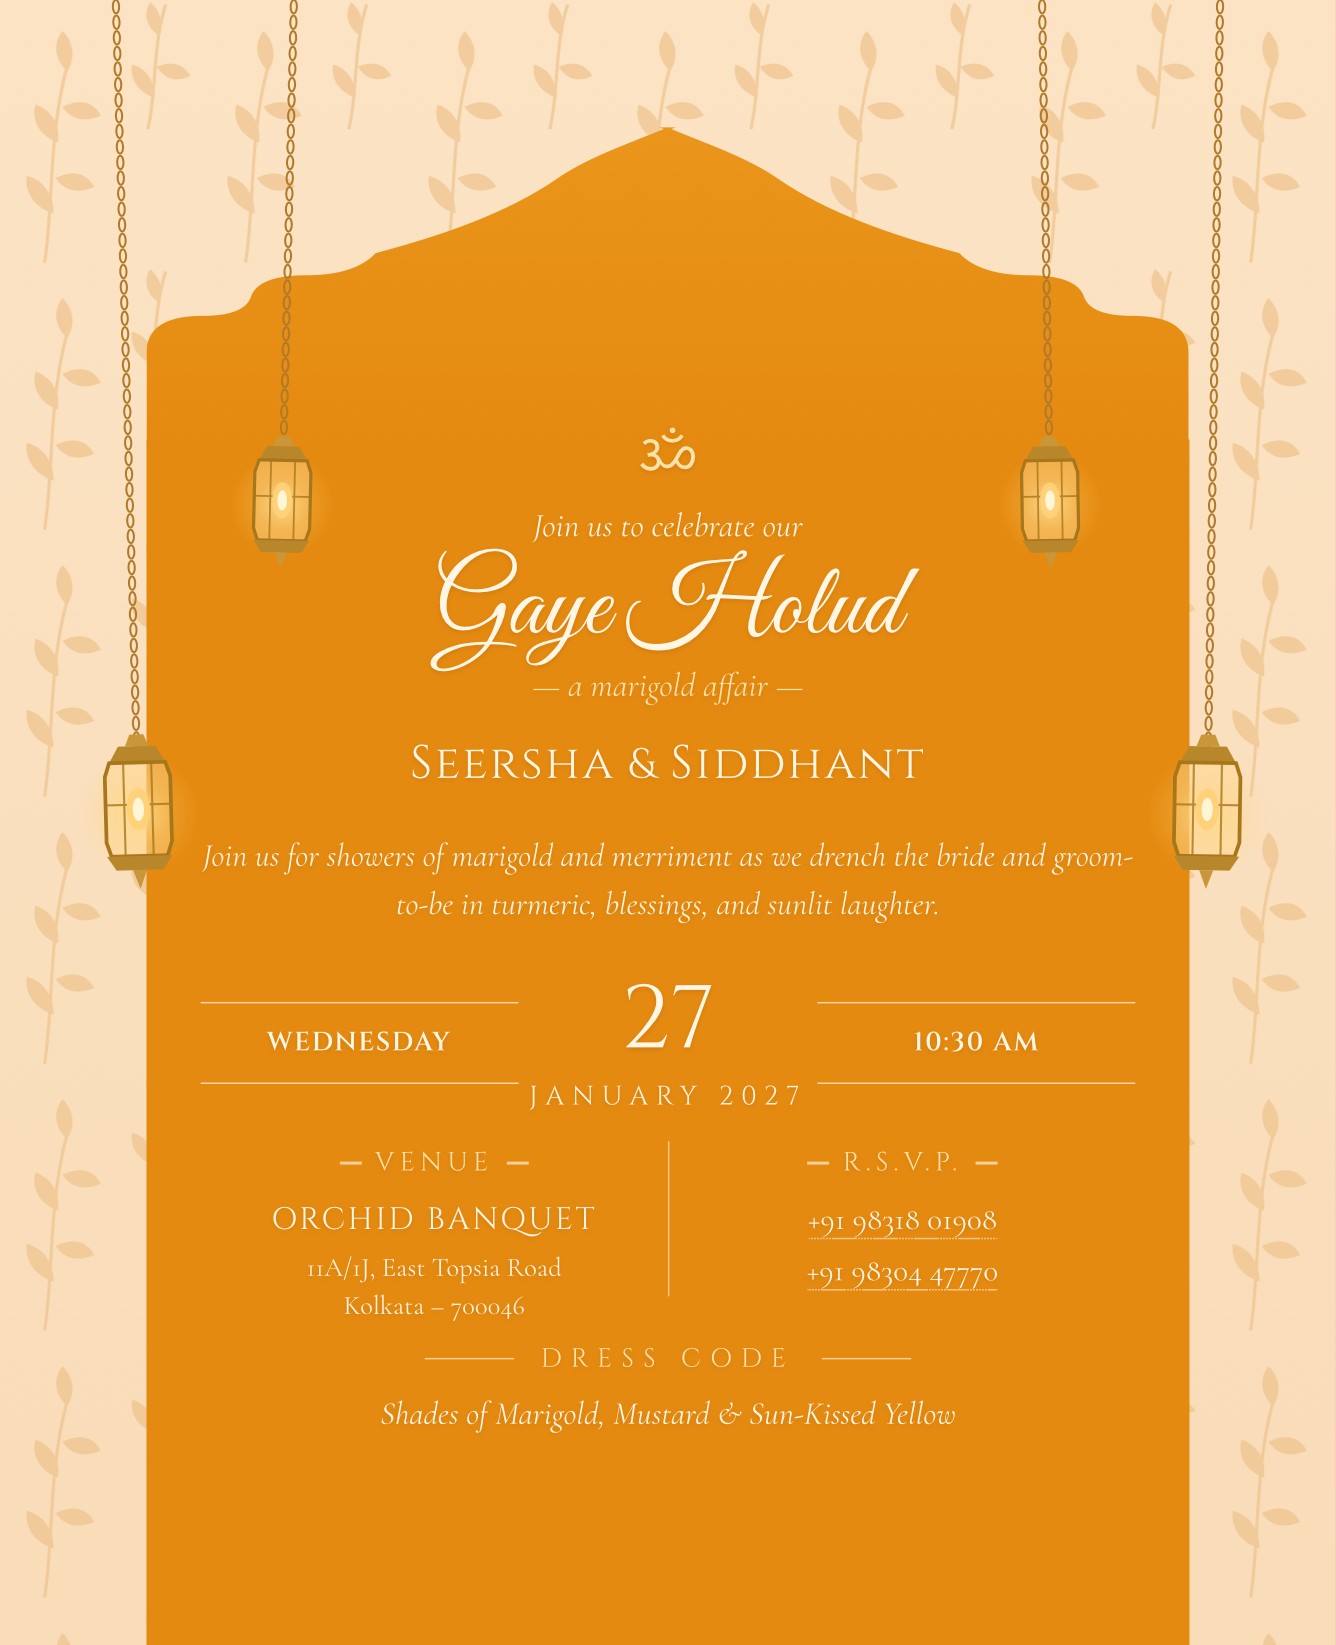 ॐ
Join us to celebrate our
Gaye Holud
— a marigold affair —
SEERSHA & SIDDHANT
Join us for showers of marigold and merriment as we drench the bride and groom-
to-be in turmeric, blessings, and sunlit laughter.
WEDNESDAY
27
JANUARY 2027
10:30 AM
— VENUE —
ORCHID BANQUET
11A/1J, East Topsia Road
Kolkata – 700046
— R.S.V.P. —
+91 98318 01908
+91 98304 47770
DRESS CODE
Shades of Marigold, Mustard & Sun-Kissed Yellow